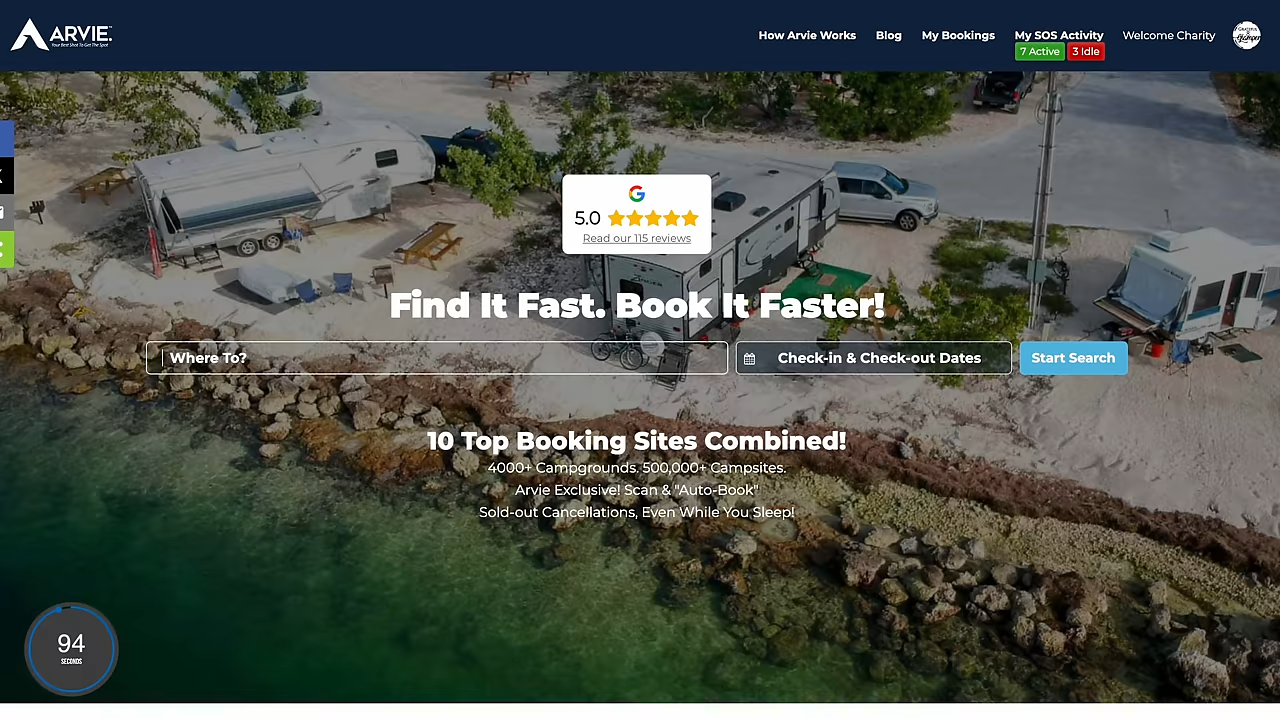 ARVIE
Your Best Shot To Get The Spot
How Arvie Works
Blog
My Bookings
My SOS Activity
7 Active
3 Idle
Welcome Charity
5.0
Read our 115 reviews
Find It Fast. Book It Faster!
Where To?
Check-in & Check-out Dates
Start Search
10 Top Booking Sites Combined!
4000+ Campgrounds. 500,000+ Campsites.
Arvie Exclusive! Scan & "Auto-Book"
Sold-out Cancellations, Even While You Sleep!
94
SECONDS